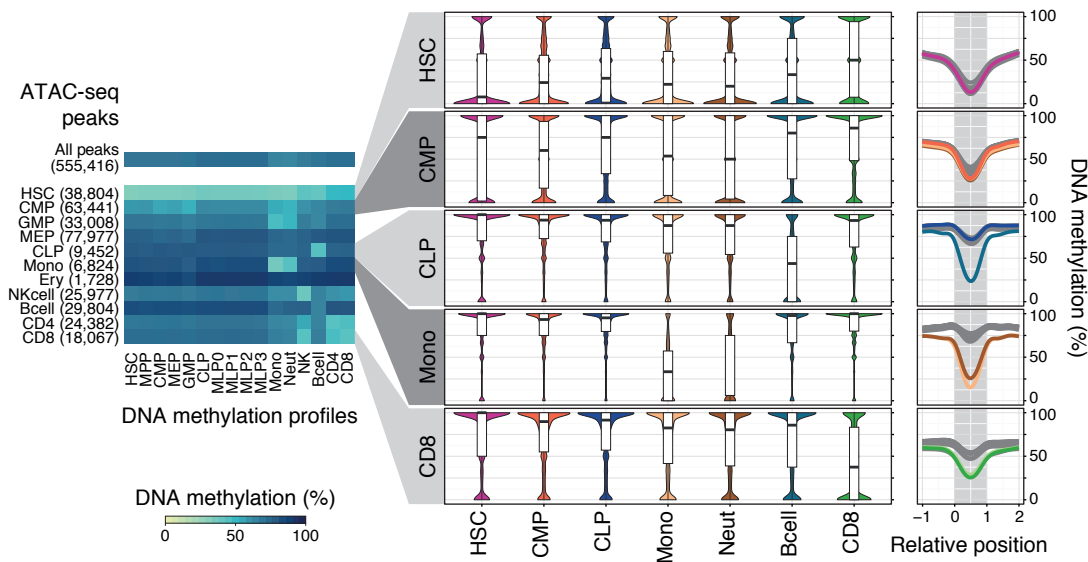 ATAC-seq
peaks
All peaks
(555,416)
HSC (38,804)
CMP (63,441)
GMP (33,008)
MEP (77,977)
CLP (9,452)
Mono (6,824)
Ery (1,728)
NKcell (25,977)
Bcell (29,804)
CD4 (24,382)
CD8 (18,067)
HSC
MPP
CMP
MEP
GMP
CLP
MLP0
MLP1
MLP2
MLP3
Mono
Neut
NK
Bcell
CD4
CD8
DNA methylation profiles
DNA methylation (%)
0 50 100
HSC
CMP
CLP
Mono
CD8
HSC
CMP
CLP
Mono
Neut
Bcell
CD8
100
50
0
100
50
0
100
50
0
100
50
0
100
50
0
DNA methylation (%)
−1 0 1 2
Relative position